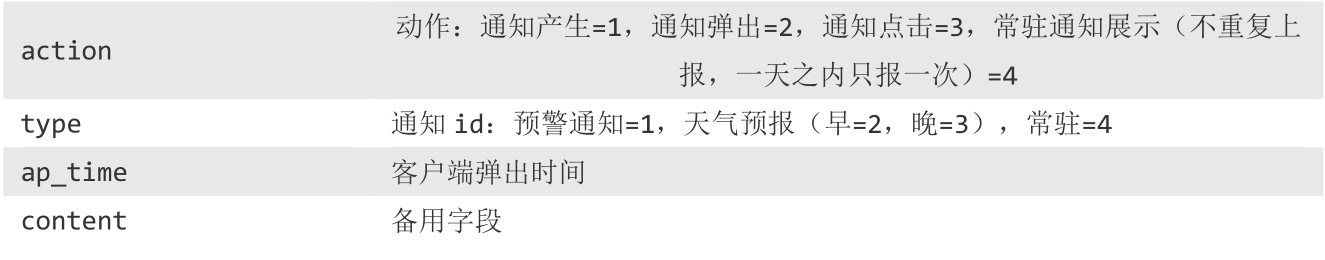 action 动作：通知产生=1，通知弹出=2，通知点击=3，常驻通知展示（不重复上
报，一天之内只报一次）=4
type 通知 id：预警通知=1，天气预报（早=2，晚=3），常驻=4
ap_time 客户端弹出时间
content 备用字段